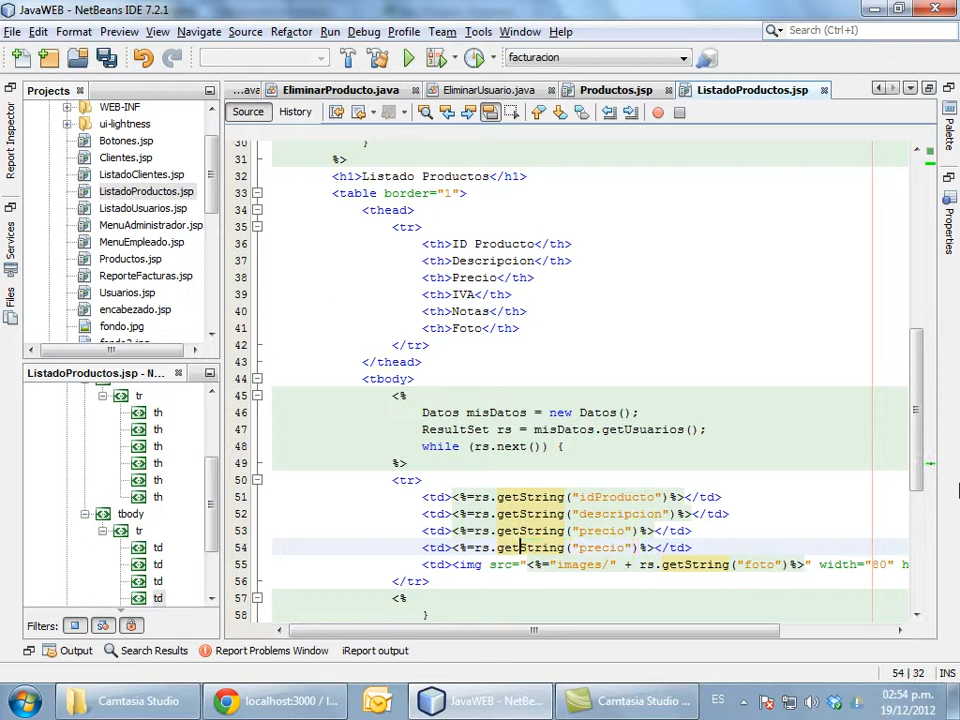 JavaWEB - NetBeans IDE 7.2.1
File Edit Format Preview View Navigate Source Refactor Run Debug Profile Team Tools Window Help
Search (Ctrl+I)
facturacion
Projects
...ava
EliminarProducto.java
EliminarUsuario.java
Productos.jsp
ListadoProductos.jsp
Source
History
Report Inspector
Services
Files
Palette
Properties
WEB-INF
ui-lightness
Botones.jsp
Clientes.jsp
ListadoClientes.jsp
ListadoProductos.jsp
ListadoUsuarios.jsp
MenuAdministrador.jsp
MenuEmpleado.jsp
Productos.jsp
ReporteFacturas.jsp
Usuarios.jsp
encabezado.jsp
fondo.jpg
ListadoProductos.jsp - N...
tr
th
th
th
th
th
th
tbody
tr
td
td
td
td
Filters:
30 }
31 %>
32 <h1>Listado Productos</h1>
33 <table border="1">
34 <thead>
35 <tr>
36 <th>ID Producto</th>
37 <th>Descripcion</th>
38 <th>Precio</th>
39 <th>IVA</th>
40 <th>Notas</th>
41 <th>Foto</th>
42 </tr>
43 </thead>
44 <tbody>
45 <%
46 Datos misDatos = new Datos();
47 ResultSet rs = misDatos.getUsuarios();
48 while (rs.next()) {
49 %>
50 <tr>
51 <td><%=rs.getString("idProducto")%></td>
52 <td><%=rs.getString("descripcion")%></td>
53 <td><%=rs.getString("precio")%></td>
54 <td><%=rs.getString("precio")%></td>
55 <td><img src="<%="images/" + rs.getString("foto")%>" width="80" h
56 </tr>
57 <%
58 }
Output
Search Results
Report Problems Window
iReport output
54 | 32
INS
Camtasia Studio
localhost:3000 / l...
JavaWEB - NetBe...
Camtasia Studio ...
ES
02:54 p.m.
19/12/2012